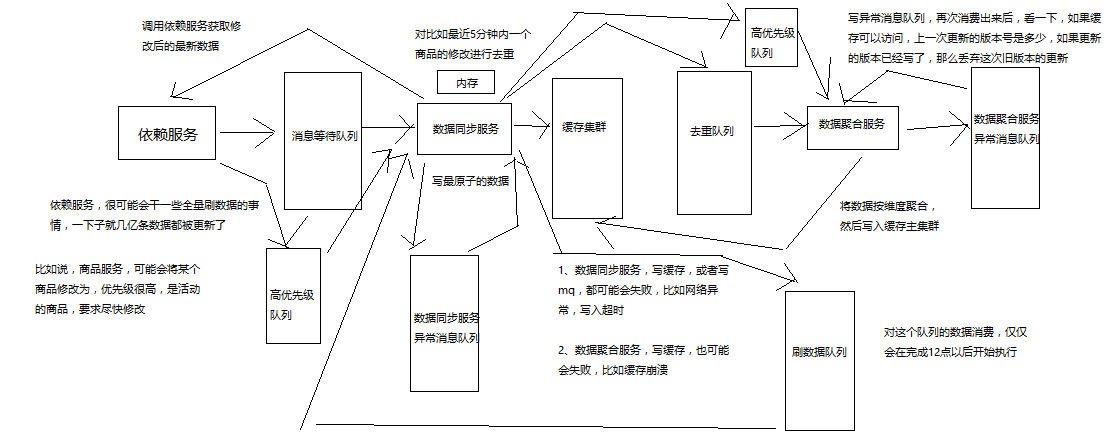 调用依赖服务获取修
改后的最新数据
对比如最近5分钟内一个
商品的修改进行去重
内存
高优先级
队列
写异常消息队列，再次消费出来后，看一下，如果缓
存可以访问，上一次更新的版本号是多少，如果更新
的版本已经写了，那么丢弃这次旧版本的更新
依赖服务
消息等待队列
数据同步服务
缓存集群
去重队列
数据聚合服务
数据聚合服务
异常消息队列
写最原子的数据
依赖服务，很可能会干一些全量刷数据的事
情，一下子就几亿条数据都被更新了
将数据按维度聚合，
然后写入缓存主集群
比如说，商品服务，可能会将某个
商品修改为，优先级很高，是活动
的商品，要求尽快修改
高优先级
队列
数据同步服务
异常消息队列
1、数据同步服务，写缓存，或者写
mq，都可能会失败，比如网络异
常，写入超时
2、数据聚合服务，写缓存，也可能
会失败，比如缓存崩溃
刷数据队列
对这个队列的数据消费，仅仅
会在完成12点以后开始执行